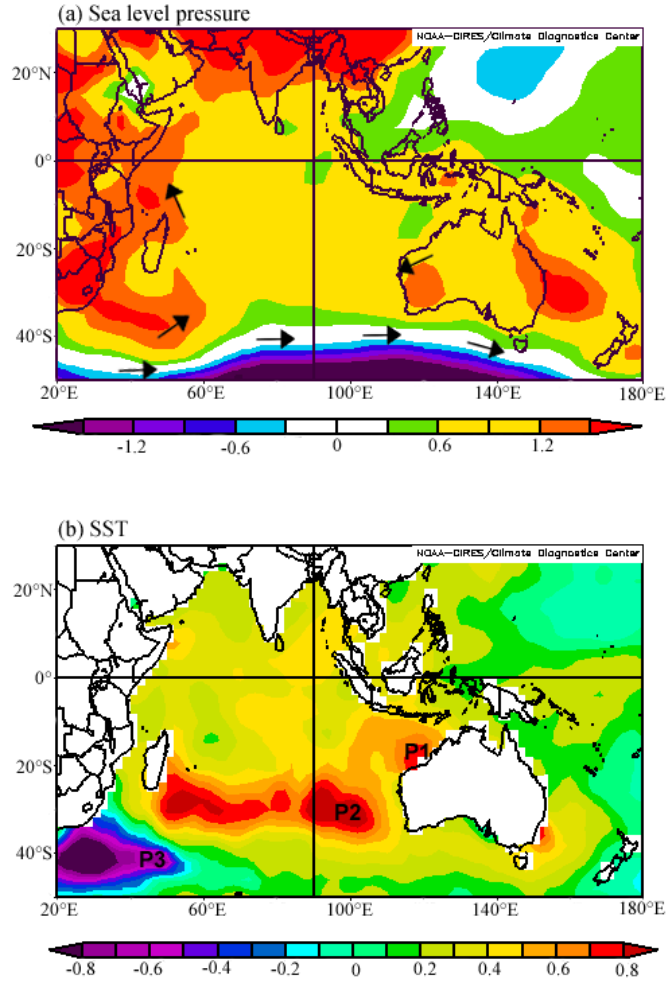 (a) Sea level pressure
NOAA-CIRES/Climate Diagnostics Center
20°N
0°
20°S
40°S
20°E 60°E 100°E 140°E 180°E
-1.2 -0.6 0 0.6 1.2
(b) SST
NOAA-CIRES/Climate Diagnostics Center
20°N
0°
P1
20°S
P2
P3
40°S
20°E 60°E 100°E 140°E 180°E
-0.8 -0.6 -0.4 -0.2 0 0.2 0.4 0.6 0.8